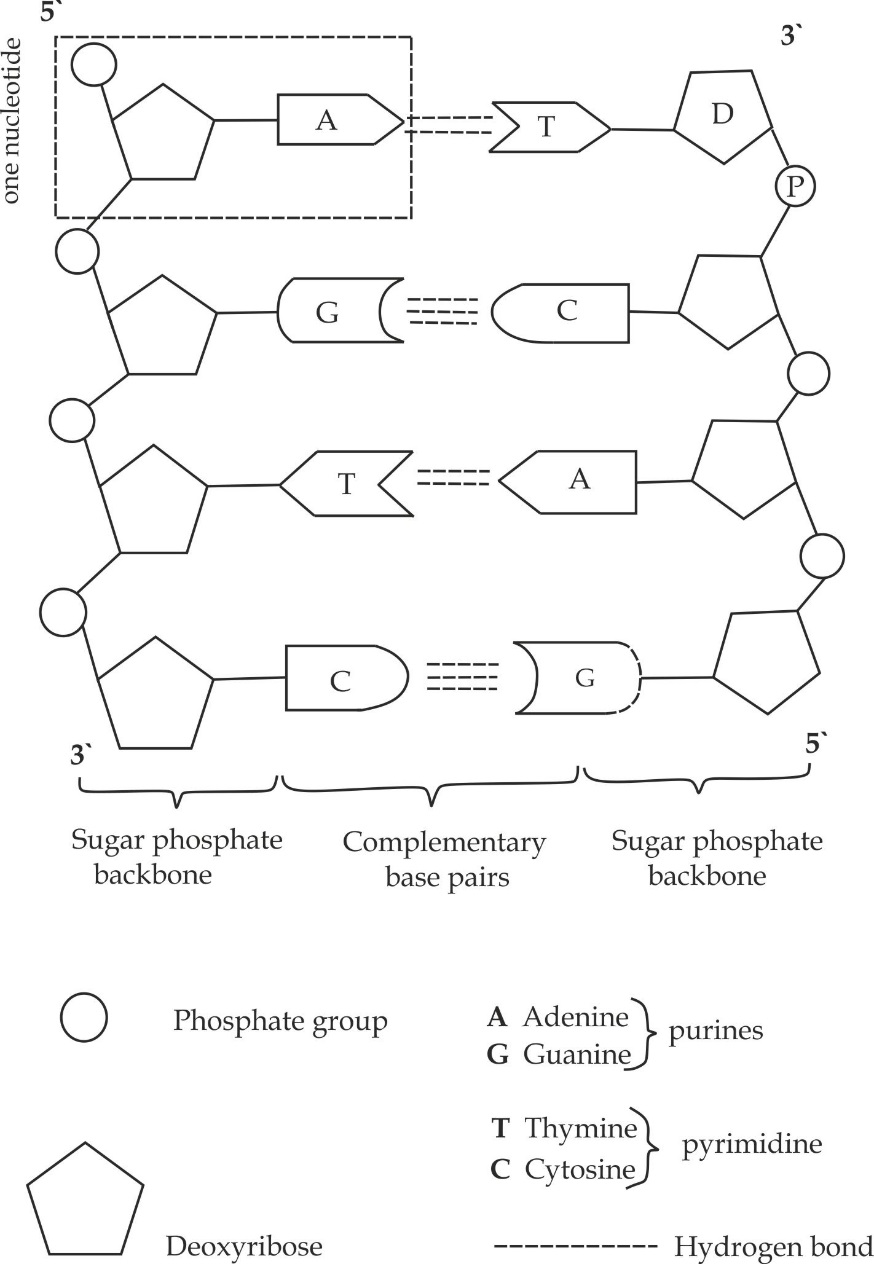 5`
3`
one nucleotide
A
T
D
P
G
C
T
A
C
G
3`
5`
Sugar phosphate
backbone
Complementary
base pairs
Sugar phosphate
backbone
Phosphate group
A Adenine
G Guanine
purines
T Thymine
C Cytosine
pyrimidine
Deoxyribose
Hydrogen bond